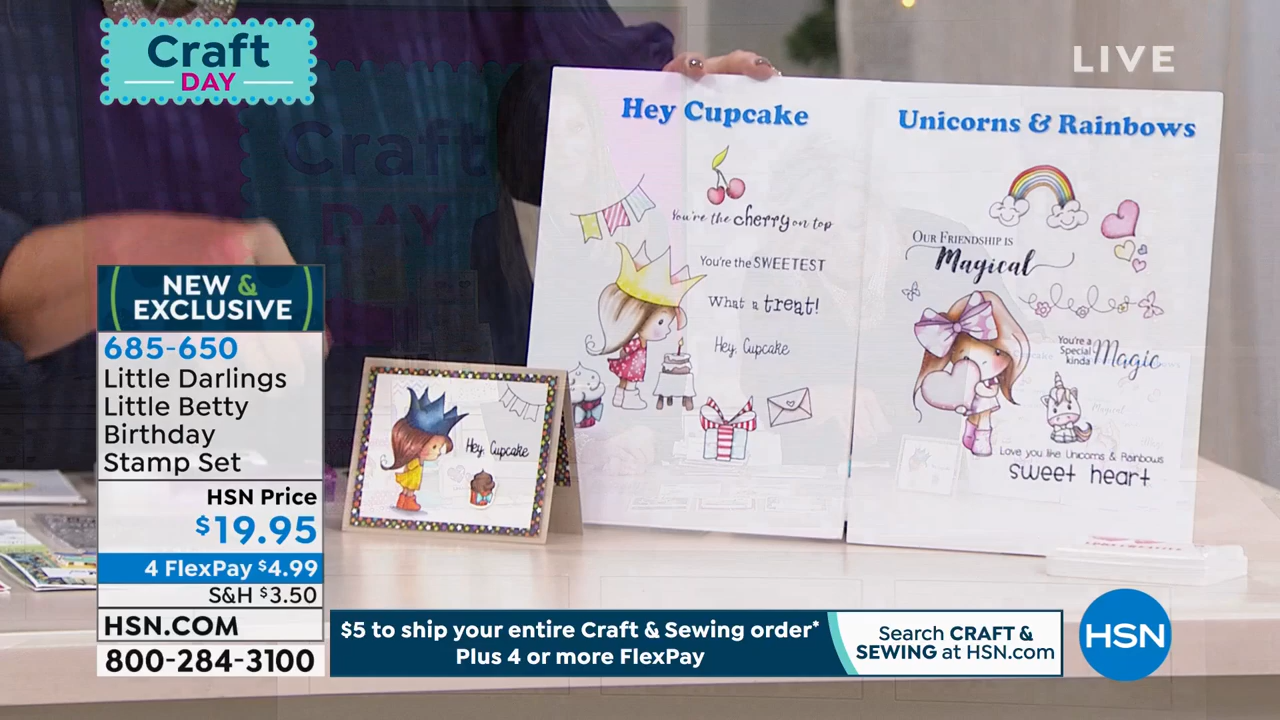 Craft
DAY
LIVE
Craft
DAY
Hey Cupcake
You're the cherry on top
You're the SWEETEST
What a treat!
Hey, Cupcake
Unicorns & Rainbows
OUR FRIENDSHIP IS
Magical
You're a
Special
kinda Magic
Love you like Unicorns & Rainbows
sweet heart
Hey, Cupcake
NEW &
EXCLUSIVE
685-650
Little Darlings
Little Betty
Birthday
Stamp Set
HSN Price
$19.95
4 FlexPay $4.99
S&H $3.50
HSN.COM
800-284-3100
$5 to ship your entire Craft & Sewing order*
Plus 4 or more FlexPay
Search CRAFT &
SEWING at HSN.com
HSN